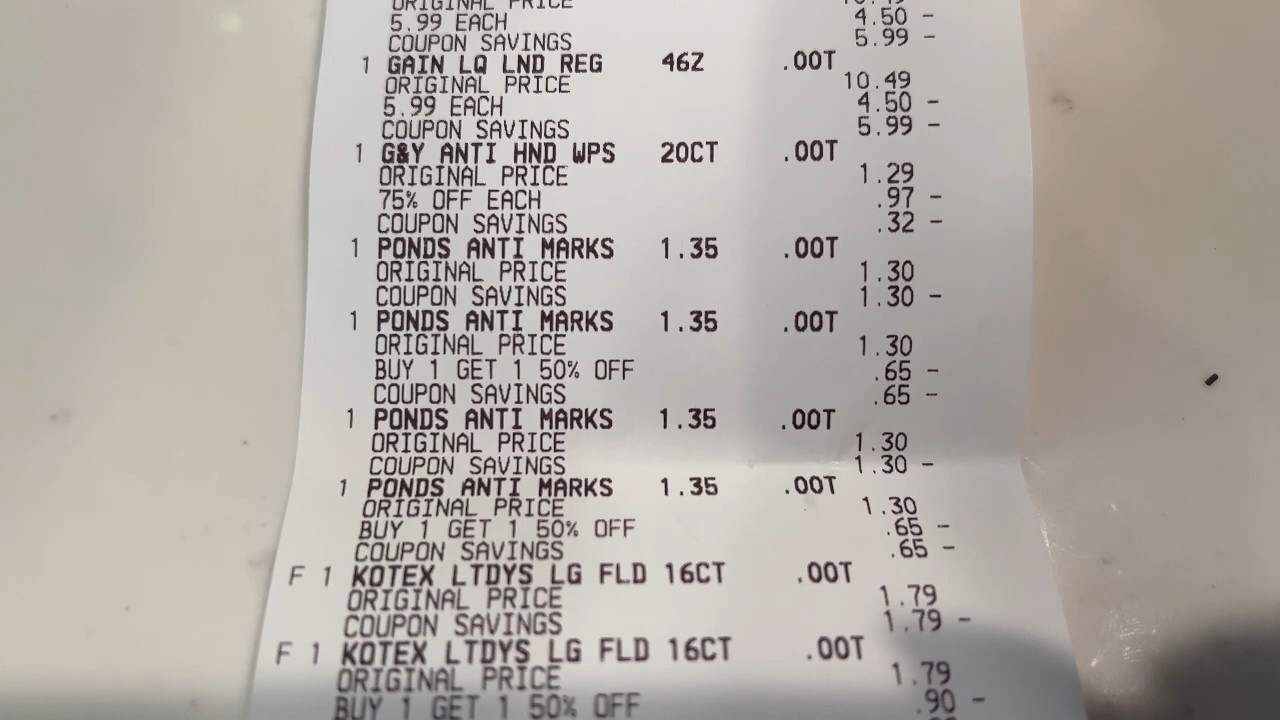 ORIGINAL PRICE
5.99 EACH 4.50 -
COUPON SAVINGS 5.99 -
1 GAIN LQ LND REG 46Z .00T
ORIGINAL PRICE 10.49
5.99 EACH 4.50 -
COUPON SAVINGS 5.99 -
1 G&Y ANTI HND WPS 20CT .00T
ORIGINAL PRICE 1.29
75% OFF EACH .97 -
COUPON SAVINGS .32 -
1 PONDS ANTI MARKS 1.35 .00T
ORIGINAL PRICE 1.30
COUPON SAVINGS 1.30 -
1 PONDS ANTI MARKS 1.35 .00T
ORIGINAL PRICE 1.30
BUY 1 GET 1 50% OFF .65 -
COUPON SAVINGS .65 -
1 PONDS ANTI MARKS 1.35 .00T
ORIGINAL PRICE 1.30
COUPON SAVINGS 1.30 -
1 PONDS ANTI MARKS 1.35 .00T
ORIGINAL PRICE 1.30
BUY 1 GET 1 50% OFF .65 -
COUPON SAVINGS .65 -
F 1 KOTEX LTDYS LG FLD 16CT .00T
ORIGINAL PRICE 1.79
COUPON SAVINGS 1.79 -
F 1 KOTEX LTDYS LG FLD 16CT .00T
ORIGINAL PRICE 1.79
BUY 1 GET 1 50% OFF .90 -